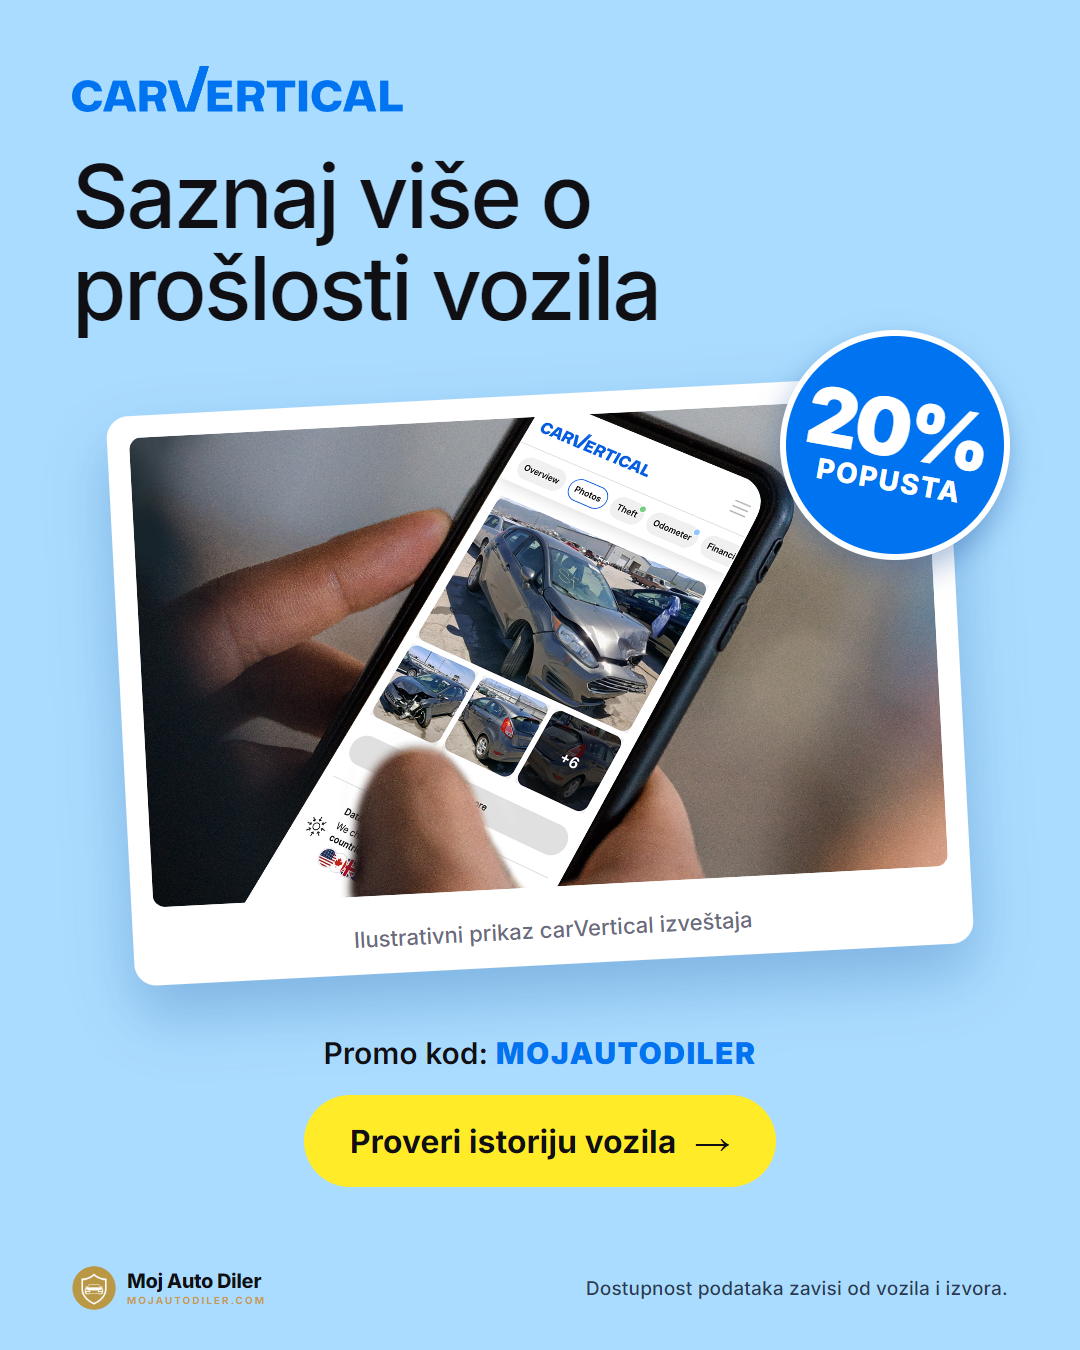 CARVERTICAL
Saznaj više o
prošlosti vozila
20%
POPUSTA
CARVERTICAL
Overview
Photos
Theft
Odometer
+6
Ilustrativni prikaz carVertical izveštaja
Promo kod: MOJAUTODILER
Proveri istoriju vozila →
Moj Auto Diler
MOJAUTODILER.COM
Dostupnost podataka zavisi od vozila i izvora.